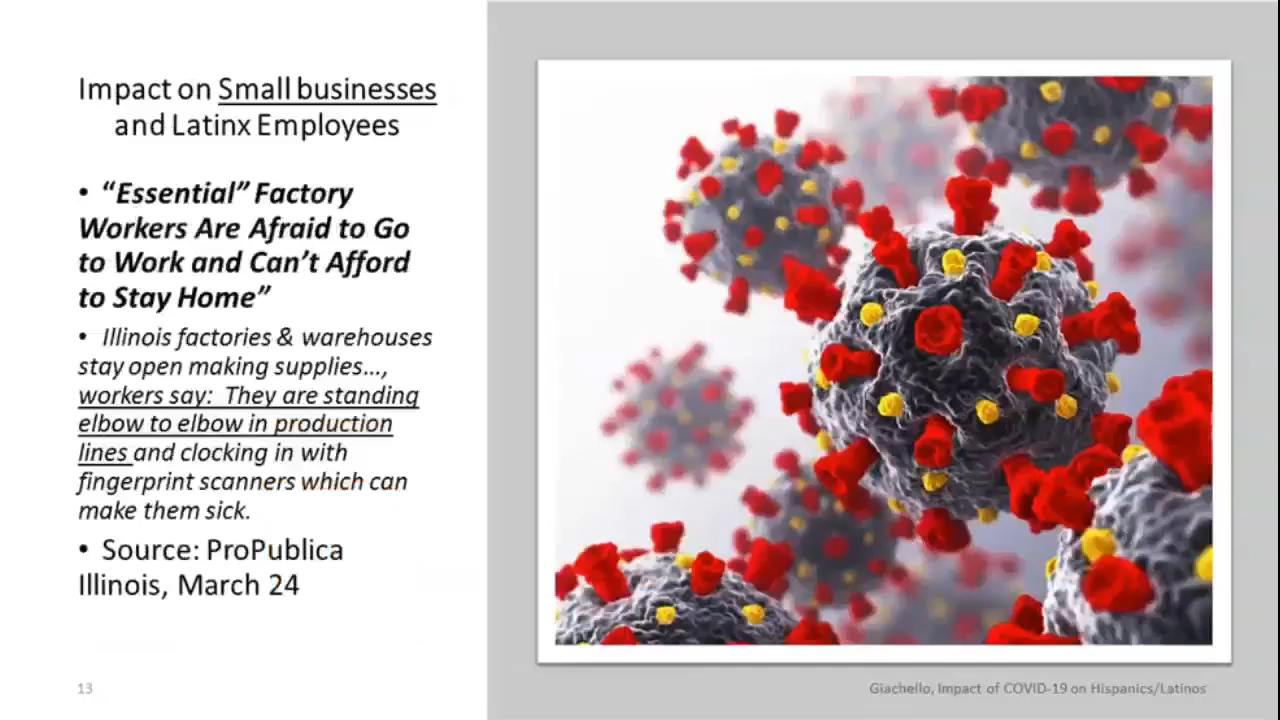 Impact on Small businesses
and Latinx Employees
• “Essential” Factory
Workers Are Afraid to Go
to Work and Can’t Afford
to Stay Home”
• Illinois factories & warehouses
stay open making supplies…,
workers say: They are standing
elbow to elbow in production
lines and clocking in with
fingerprint scanners which can
make them sick.
• Source: ProPublica
Illinois, March 24
13
Giachello, Impact of COVID-19 on Hispanics/Latinos